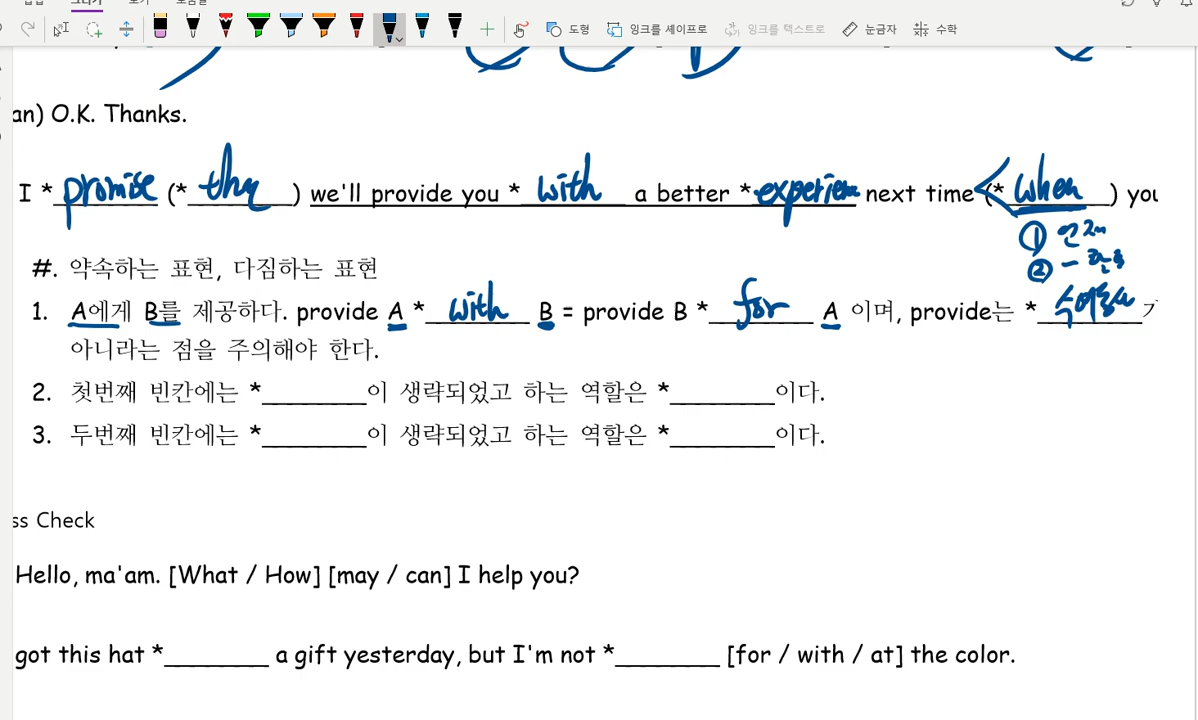 도형 잉크를 셰이프로 잉크를 텍스트로 눈금자 수학
an) O.K. Thanks.
I * promise (* tha ) we'll provide you * with a better * experien next time (* when ) you
① 언제
②
#. 약속하는 표현, 다짐하는 표현
1. A에게 B를 제공하다. provide A * with B = provide B * for A 이며, provide는 * 수여동사
아니라는 점을 주의해야 한다.
2. 첫번째 빈칸에는 *________이 생략되었고 하는 역할은 *________이다.
3. 두번째 빈칸에는 *________이 생략되었고 하는 역할은 *________이다.
ss Check
Hello, ma'am. [What / How] [may / can] I help you?
got this hat *________ a gift yesterday, but I'm not *________ [for / with / at] the color.